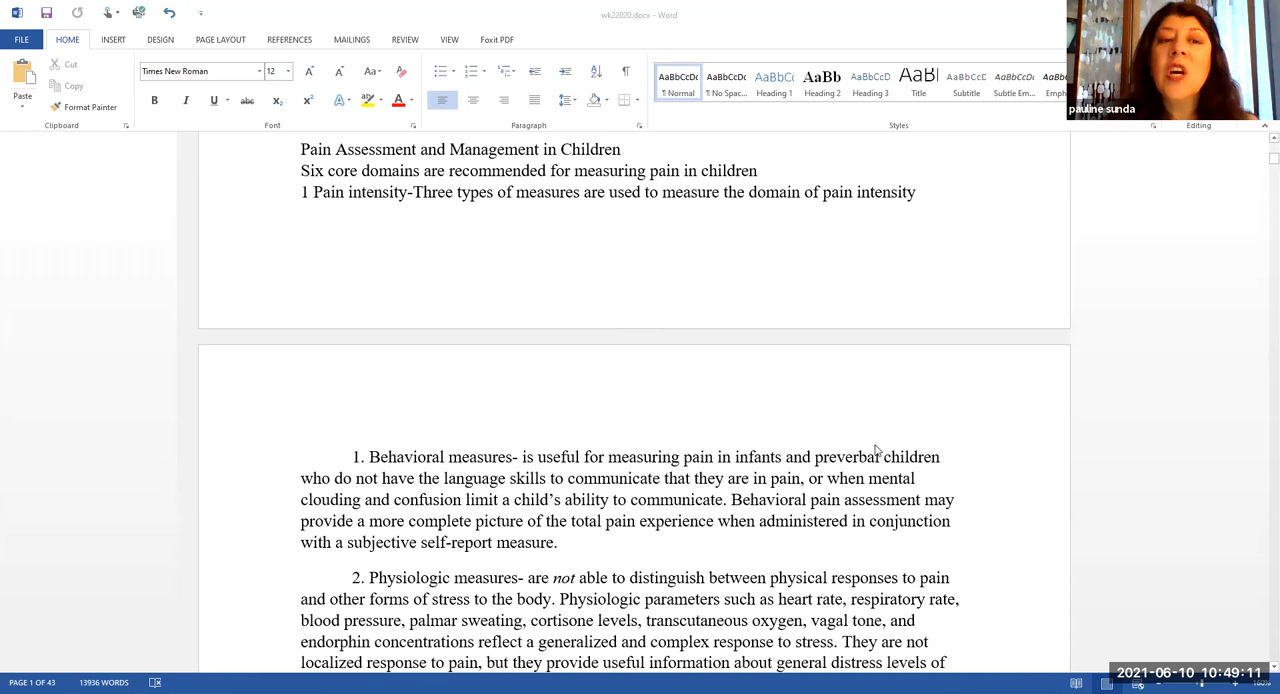 wk22020.docx - Word
FILE HOME INSERT DESIGN PAGE LAYOUT REFERENCES MAILINGS REVIEW VIEW Foxit PDF
Paste
Cut
Copy
Format Painter
Clipboard
Times New Roman 12
Font
Paragraph
AaBbCcDc AaBbCcDc AaBbCc AaBb AaBbCcDc AaBl AaBbCcDc AaBbCcDc AaBb
¶ Normal ¶ No Spac... Heading 1 Heading 2 Heading 3 Title Subtitle Subtle Em... Emph
Styles
Editing
pauline sunda
Pain Assessment and Management in Children
Six core domains are recommended for measuring pain in children
1 Pain intensity-Three types of measures are used to measure the domain of pain intensity
1. Behavioral measures- is useful for measuring pain in infants and preverbal children
who do not have the language skills to communicate that they are in pain, or when mental
clouding and confusion limit a child's ability to communicate. Behavioral pain assessment may
provide a more complete picture of the total pain experience when administered in conjunction
with a subjective self-report measure.
2. Physiologic measures- are not able to distinguish between physical responses to pain
and other forms of stress to the body. Physiologic parameters such as heart rate, respiratory rate,
blood pressure, palmar sweating, cortisone levels, transcutaneous oxygen, vagal tone, and
endorphin concentrations reflect a generalized and complex response to stress. They are not
localized response to pain, but they provide useful information about general distress levels of
PAGE 1 OF 43 13936 WORDS
2021-06-10 10:49:11